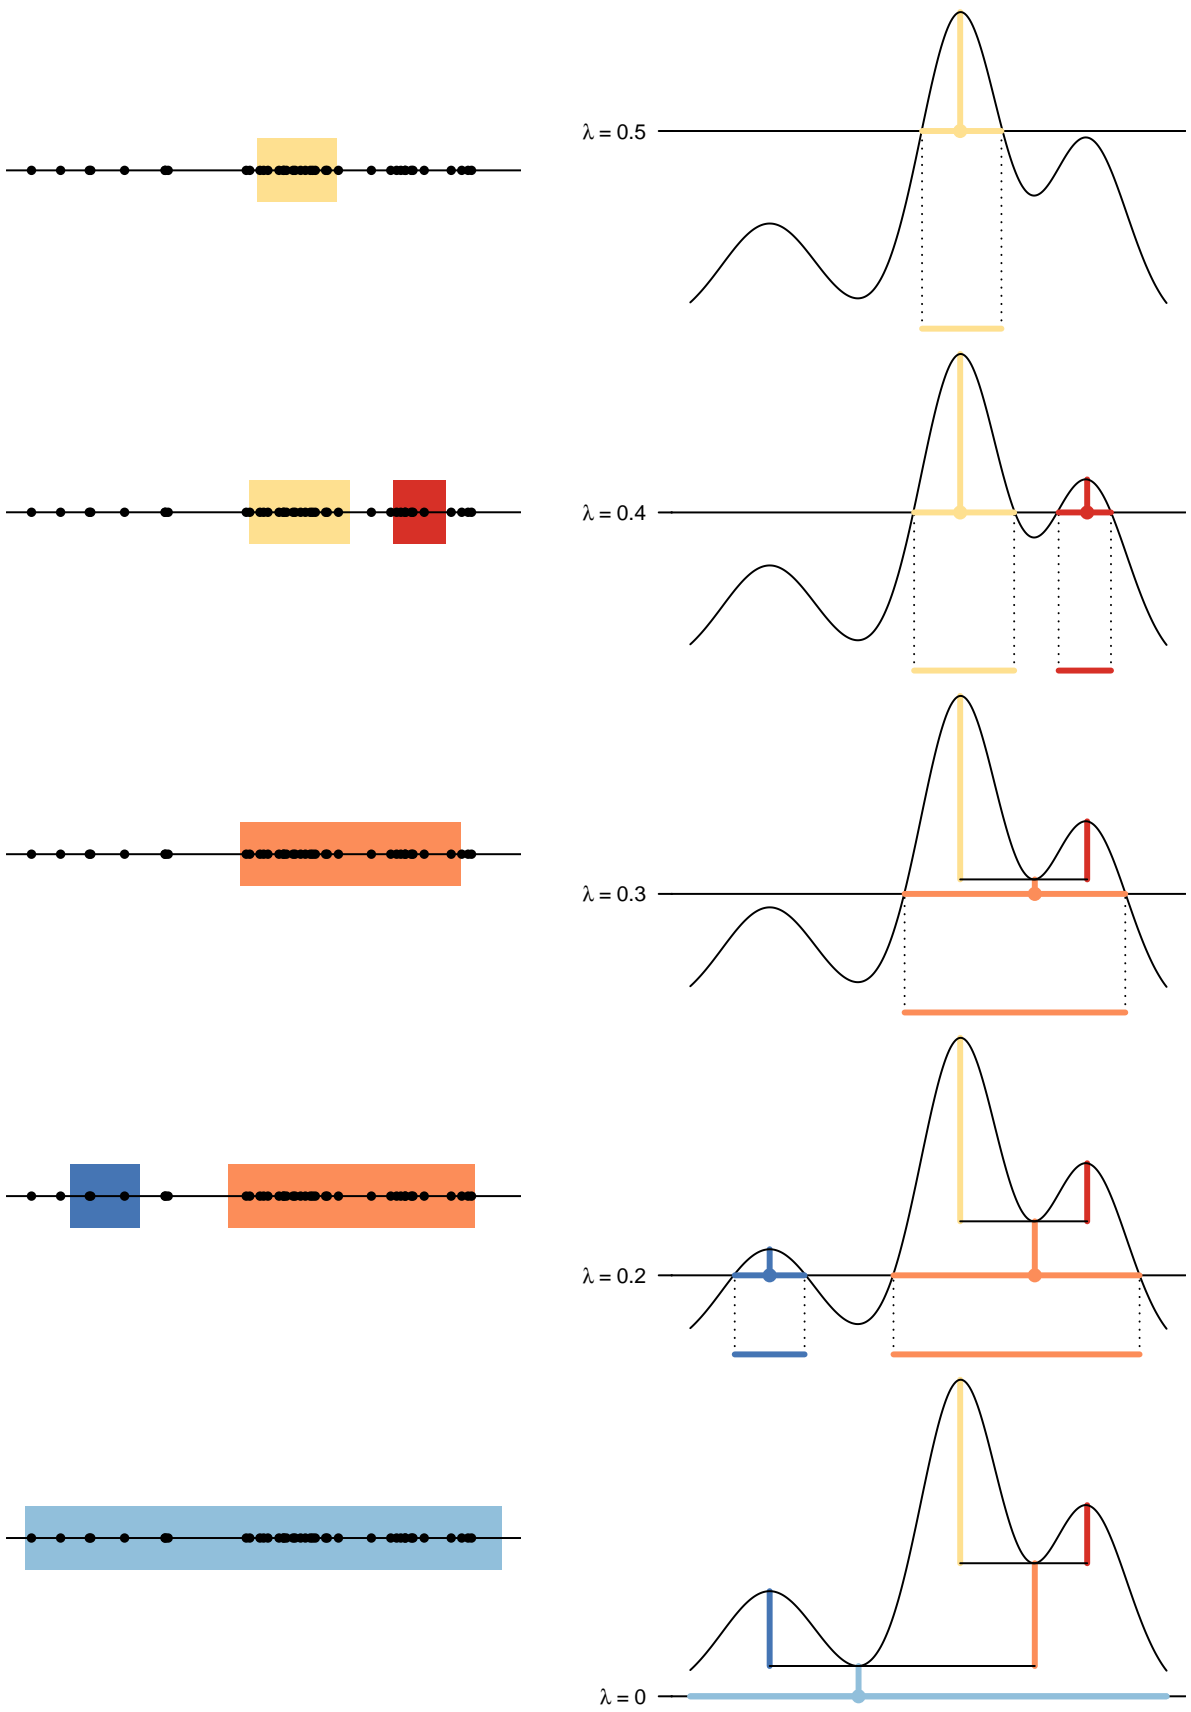 λ = 0.5
λ = 0.4
λ = 0.3
λ = 0.2
λ = 0